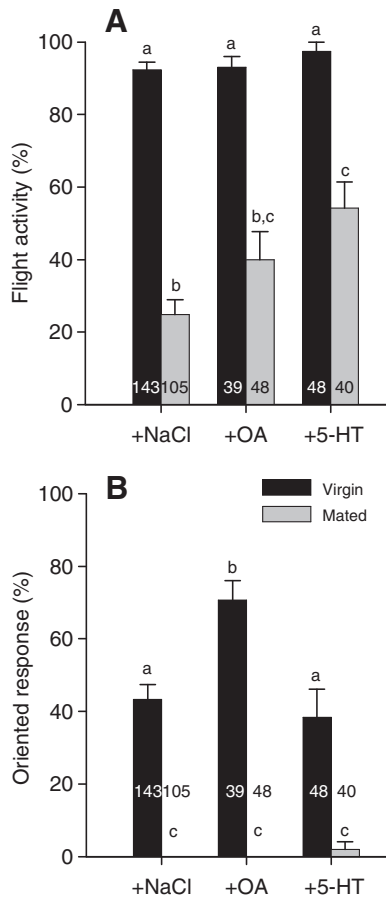 A
Flight activity (%)
100
80
60
40
20
0
a
a
a
b
b,c
c
143 105
39 48
48 40
+NaCl +OA +5-HT
B
Virgin
Mated
Oriented response (%)
100
80
60
40
20
0
a
b
a
143 105
39 48
48 40
c
c
c
+NaCl +OA +5-HT